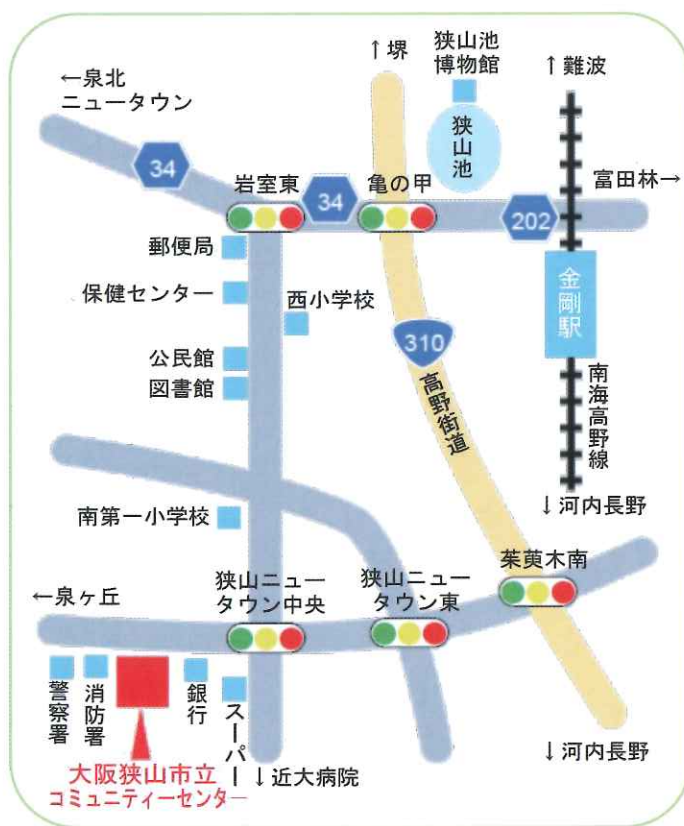 ↑堺
狭山池
博物館
↑難波
←泉北
ニュータウン
狭山池
富田林→
34
岩室東
34
亀の甲
202
郵便局
保健センター
西小学校
金剛駅
310
公民館
図書館
高野街道
南海高野線
南第一小学校
↓河内長野
茱萸木南
狭山ニュー
タウン中央
狭山ニュー
タウン東
←泉ヶ丘
警察署
消防署
銀行
スーパー
↓河内長野
大阪狭山市立
コミュニティーセンター
↓近大病院